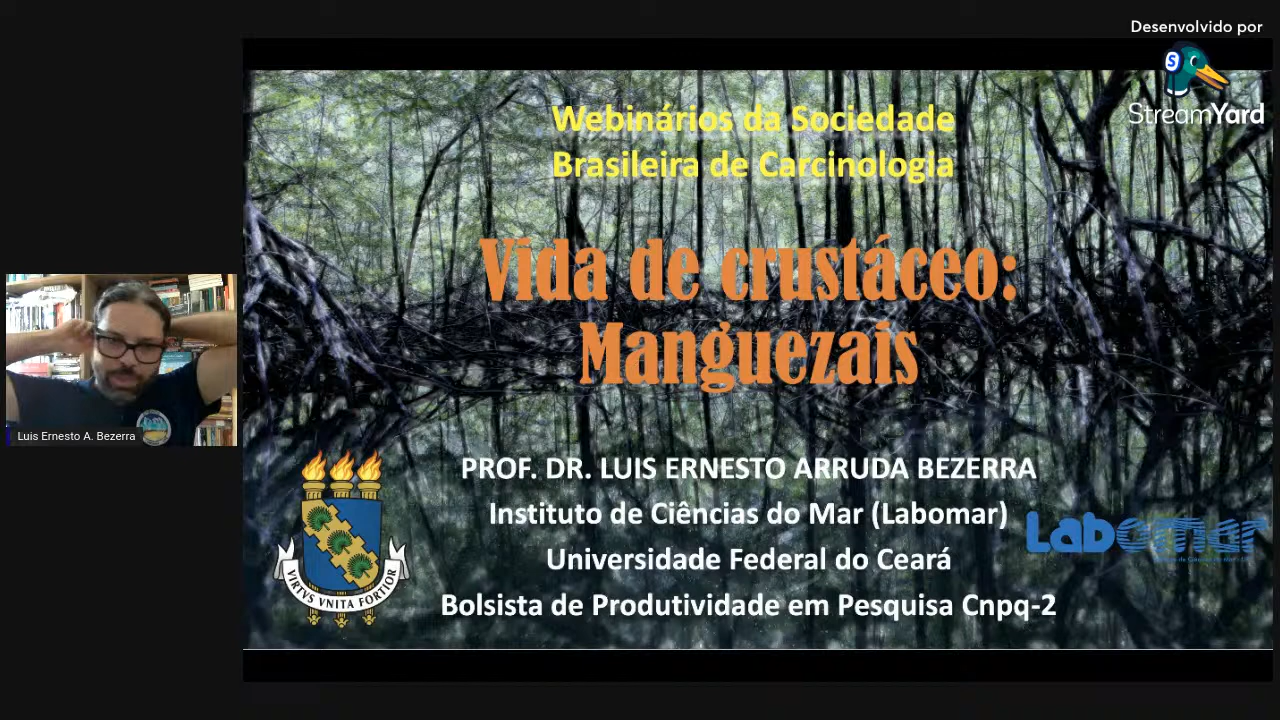 Desenvolvido por
StreamYard
Webinários da Sociedade
Brasileira de Carcinologia
Vida de crustáceo:
Manguezais
Luis Ernesto A. Bezerra
PROF. DR. LUIS ERNESTO ARRUDA BEZERRA
Instituto de Ciências do Mar (Labomar)
Labomar
Universidade Federal do Ceará
VIRTVS VNITA FORTIOR
Bolsista de Produtividade em Pesquisa Cnpq-2